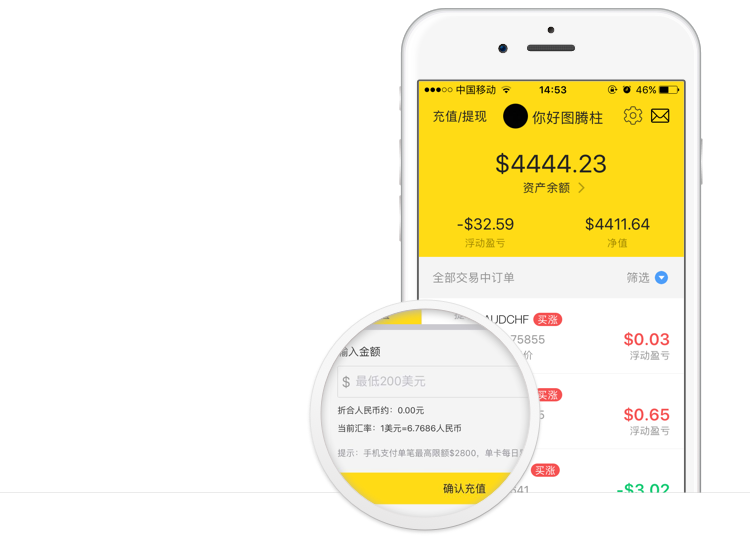 中国移动 14:53 46%
充值/提现 你好图腾柱
$4444.23
资产余额
-$32.59 $4411.64
浮动盈亏 净值
全部交易中订单 筛选
AUDCHF 买涨
75855 $0.03
价 浮动盈亏
买涨
$0.65
浮动盈亏
买涨
541 -$3.02
输入金额
$ 最低200美元
折合人民币约：0.00元
当前汇率：1美元=6.7686人民币
提示：手机支付单笔最高限额$2800，单卡每日
确认充值